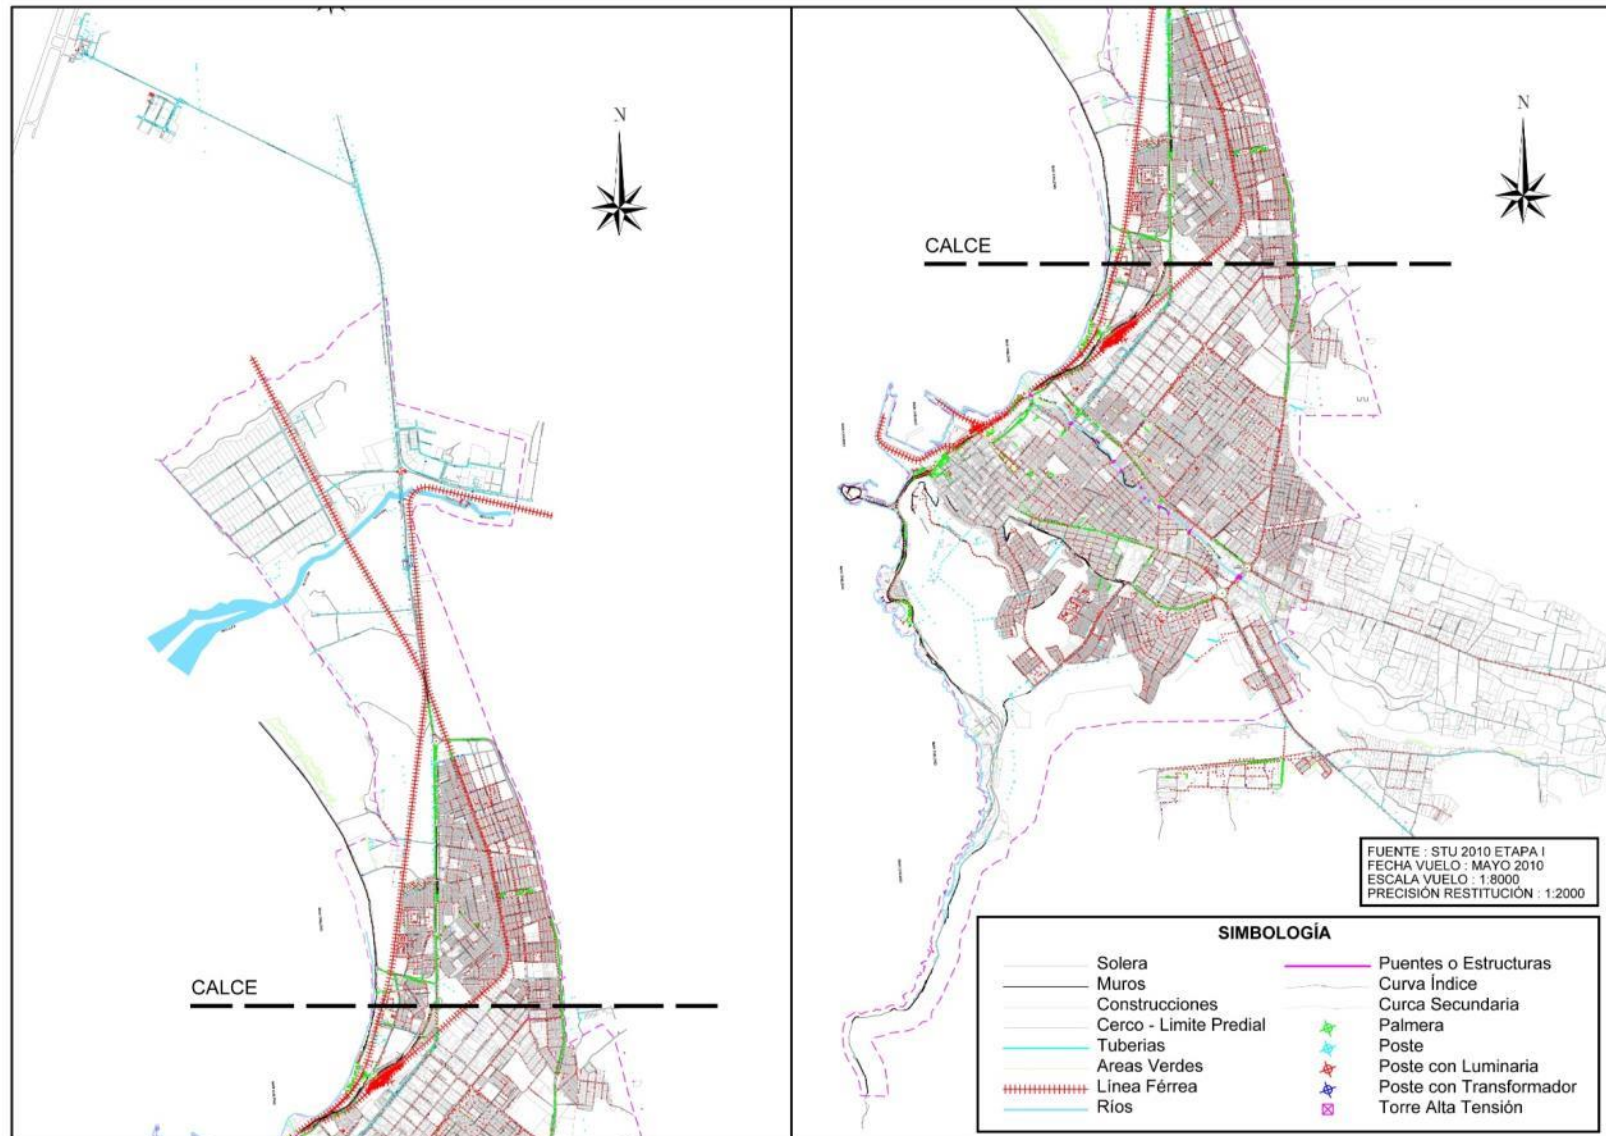 N
CALCE
N
CALCE
FUENTE : STU 2010 ETAPA I
FECHA VUELO : MAYO 2010
ESCALA VUELO : 1:8000
PRECISIÓN RESTITUCIÓN : 1:2000
SIMBOLOGÍA
Solera
Muros
Construcciones
Cerco - Limite Predial
Tuberias
Areas Verdes
Línea Férrea
Ríos
Puentes o Estructuras
Curva Índice
Curca Secundaria
Palmera
Poste
Poste con Luminaria
Poste con Transformador
Torre Alta Tensión